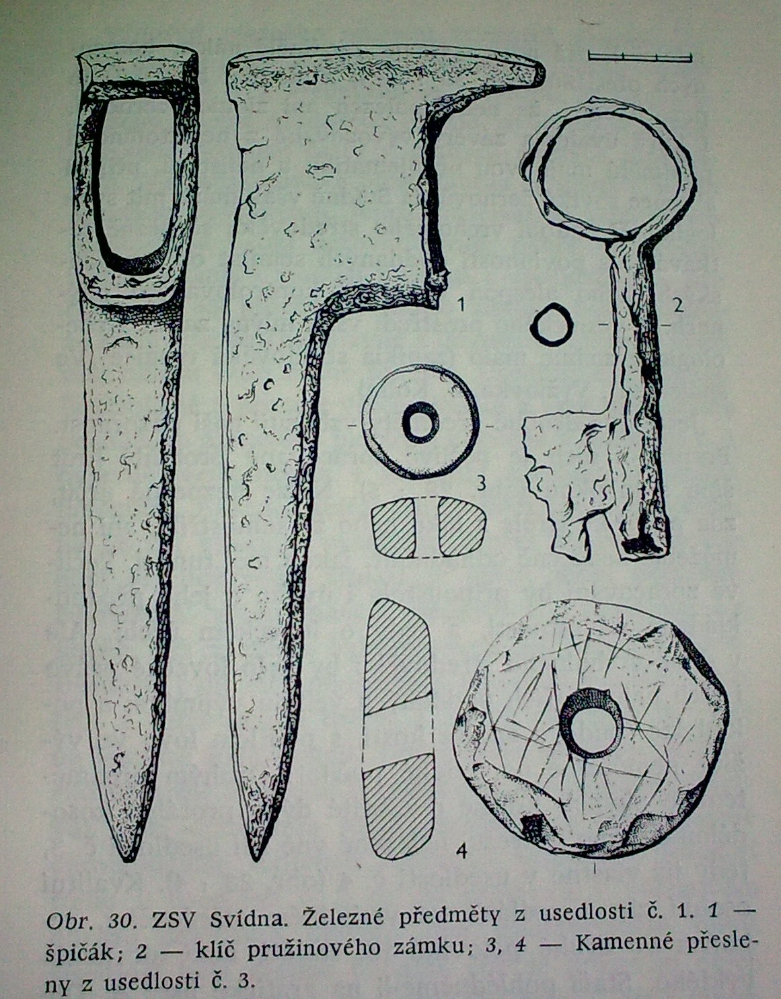 1
2
3
4
Obr. 30. ZSV Svídna. Železné předměty z usedlosti č. 1. 1 —
špičák; 2 — klíč pružinového zámku; 3, 4 — Kamenné přesle-
ny z usedlosti č. 3.